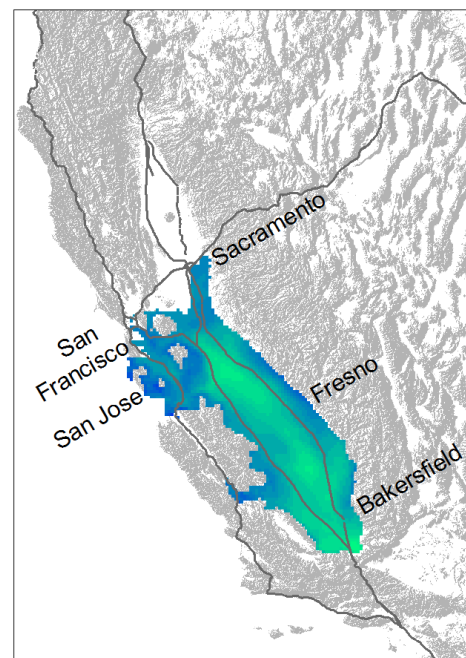 Sacramento
San
Francisco
San Jose
Fresno
Bakersfield